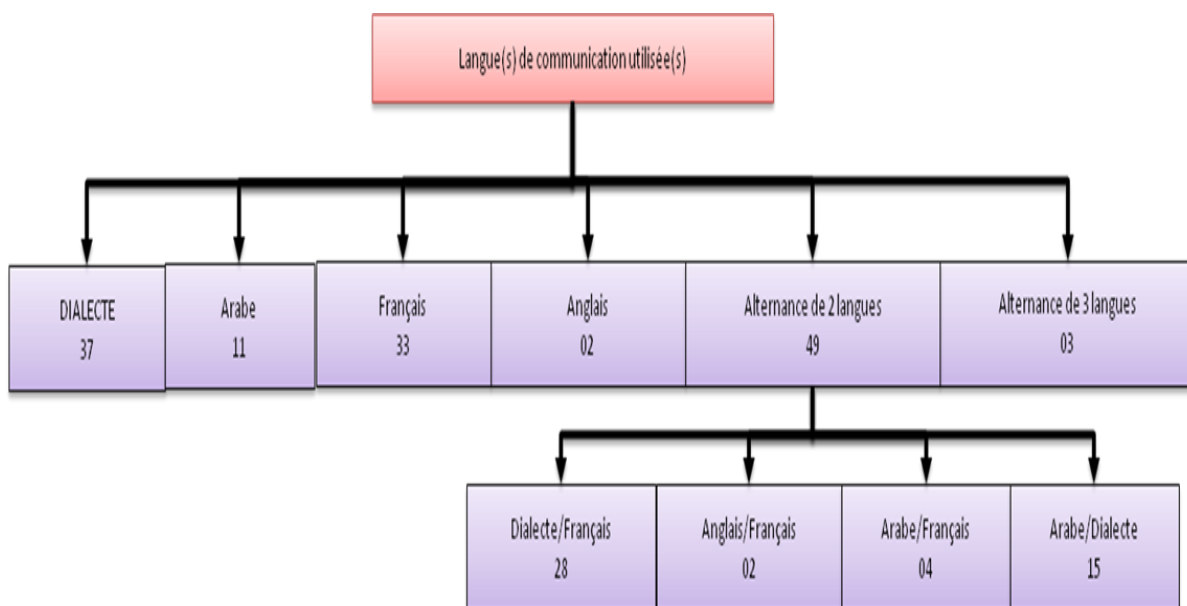 Langue(s) de communication utilisée(s)
DIALECTE
37
Arabe
11
Français
33
Anglais
02
Alternance de 2 langues
49
Alternance de 3 langues
03
Dialecte/Français
28
Anglais/Français
02
Arabe/Français
04
Arabe/Dialecte
15